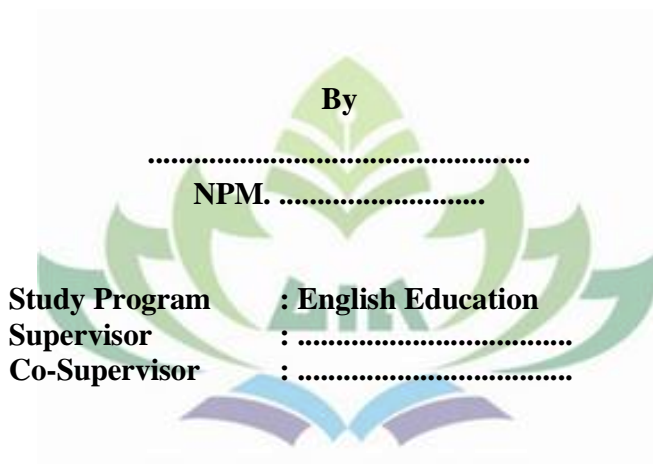 By
..................................................
NPM. ...........................
Study Program : English Education
Supervisor : ....................................
Co-Supervisor : ....................................